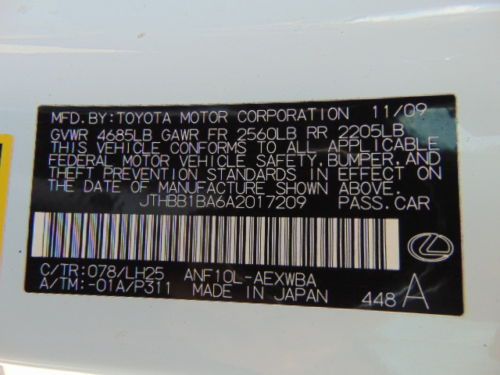 MFD.BY:TOYOTA MOTOR CORPORATION 11/09
GVWR 4685LB GAWR FR 2560LB RR 2205LB
THIS VEHICLE CONFORMS TO ALL APPLICABLE
FEDERAL MOTOR VEHICLE SAFETY,BUMPER,AND
THEFT PREVENTION STANDARDS IN EFFECT ON
THE DATE OF MANUFACTURE SHOWN ABOVE.
JTHBB1BA6A2017209 PASS.CAR
C/TR:078/LH25 ANF10L-AEXWBA
A/TM:-01A/P311 MADE IN JAPAN 448A